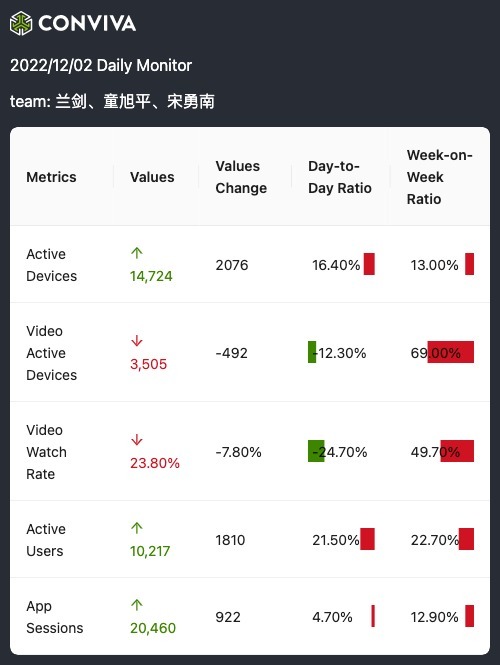 CONVIVA
2022/12/02 Daily Monitor
team: 兰剑、童旭平、宋勇南
Metrics Values Values Change Day-to-Day Ratio Week-on-Week Ratio
Active Devices ↑ 14,724 2076 16.40% 13.00%
Video Active Devices ↓ 3,505 -492 -12.30% 69.00%
Video Watch Rate ↓ 23.80% -7.80% -24.70% 49.70%
Active Users ↑ 10,217 1810 21.50% 22.70%
App Sessions ↑ 20,460 922 4.70% 12.90%